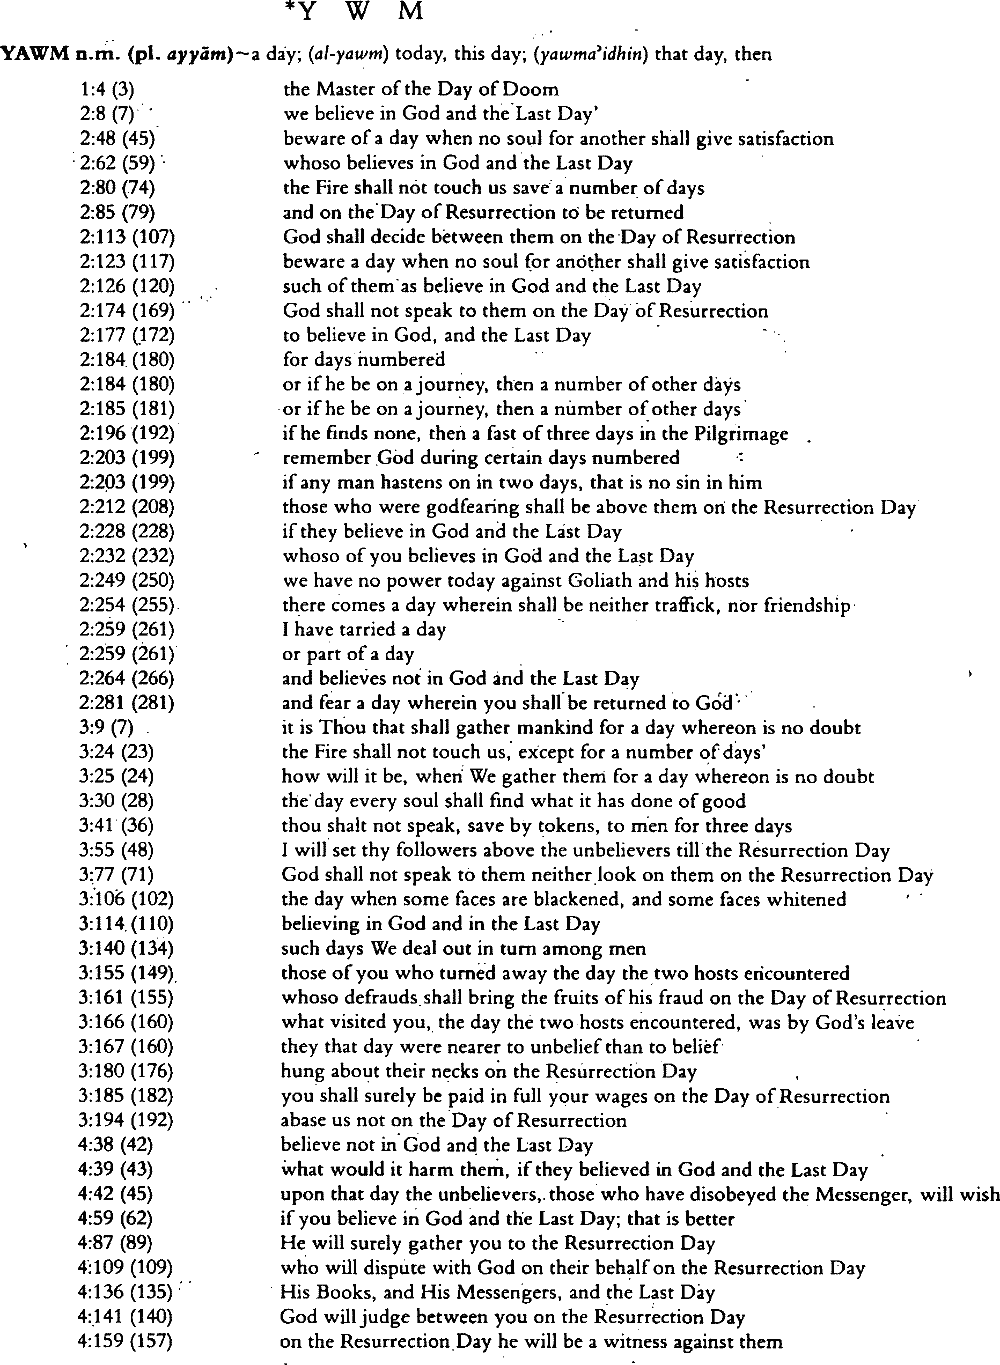 *Y W M
YAWM n.m. (pl. ayyām)~a day; (al-yawm) today, this day; (yawma’idhin) that day, then
1:4 (3) the Master of the Day of Doom
2:8 (7) we believe in God and the Last Day’
2:48 (45) beware of a day when no soul for another shall give satisfaction
2:62 (59) whoso believes in God and the Last Day
2:80 (74) the Fire shall not touch us save a number of days
2:85 (79) and on the Day of Resurrection to be returned
2:113 (107) God shall decide between them on the Day of Resurrection
2:123 (117) beware a day when no soul for another shall give satisfaction
2:126 (120) such of them as believe in God and the Last Day
2:174 (169) God shall not speak to them on the Day of Resurrection
2:177 (172) to believe in God, and the Last Day
2:184 (180) for days numbered
2:184 (180) or if he be on a journey, then a number of other days
2:185 (181) or if he be on a journey, then a number of other days
2:196 (192) if he finds none, then a fast of three days in the Pilgrimage
2:203 (199) remember God during certain days numbered
2:203 (199) if any man hastens on in two days, that is no sin in him
2:212 (208) those who were godfearing shall be above them on the Resurrection Day
2:228 (228) if they believe in God and the Last Day
2:232 (232) whoso of you believes in God and the Last Day
2:249 (250) we have no power today against Goliath and his hosts
2:254 (255) there comes a day wherein shall be neither traffick, nor friendship
2:259 (261) I have tarried a day
2:259 (261) or part of a day
2:264 (266) and believes not in God and the Last Day
2:281 (281) and fear a day wherein you shall be returned to God
3:9 (7) it is Thou that shall gather mankind for a day whereon is no doubt
3:24 (23) the Fire shall not touch us, except for a number of days’
3:25 (24) how will it be, when We gather them for a day whereon is no doubt
3:30 (28) the day every soul shall find what it has done of good
3:41 (36) thou shalt not speak, save by tokens, to men for three days
3:55 (48) I will set thy followers above the unbelievers till the Resurrection Day
3:77 (71) God shall not speak to them neither look on them on the Resurrection Day
3:106 (102) the day when some faces are blackened, and some faces whitened
3:114 (110) believing in God and in the Last Day
3:140 (134) such days We deal out in turn among men
3:155 (149) those of you who turned away the day the two hosts encountered
3:161 (155) whoso defrauds shall bring the fruits of his fraud on the Day of Resurrection
3:166 (160) what visited you, the day the two hosts encountered, was by God’s leave
3:167 (160) they that day were nearer to unbelief than to belief
3:180 (176) hung about their necks on the Resurrection Day
3:185 (182) you shall surely be paid in full your wages on the Day of Resurrection
3:194 (192) abase us not on the Day of Resurrection
4:38 (42) believe not in God and the Last Day
4:39 (43) what would it harm them, if they believed in God and the Last Day
4:42 (45) upon that day the unbelievers, those who have disobeyed the Messenger, will wish
4:59 (62) if you believe in God and the Last Day; that is better
4:87 (89) He will surely gather you to the Resurrection Day
4:109 (109) who will dispute with God on their behalf on the Resurrection Day
4:136 (135) His Books, and His Messengers, and the Last Day
4:141 (140) God will judge between you on the Resurrection Day
4:159 (157) on the Resurrection Day he will be a witness against them